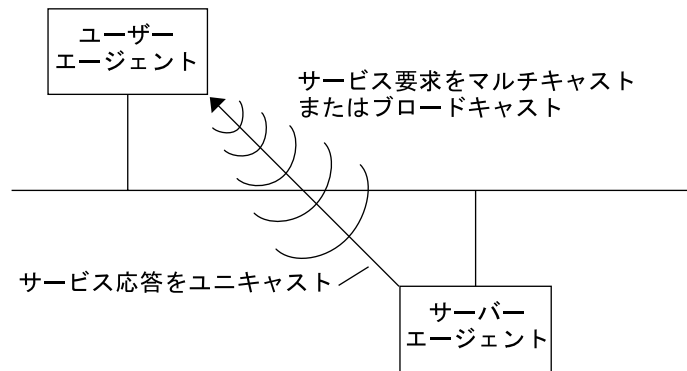 ユーザー
エージェント
サービス要求をマルチキャスト
またはブロードキャスト
サービス応答をユニキャスト
サーバー
エージェント